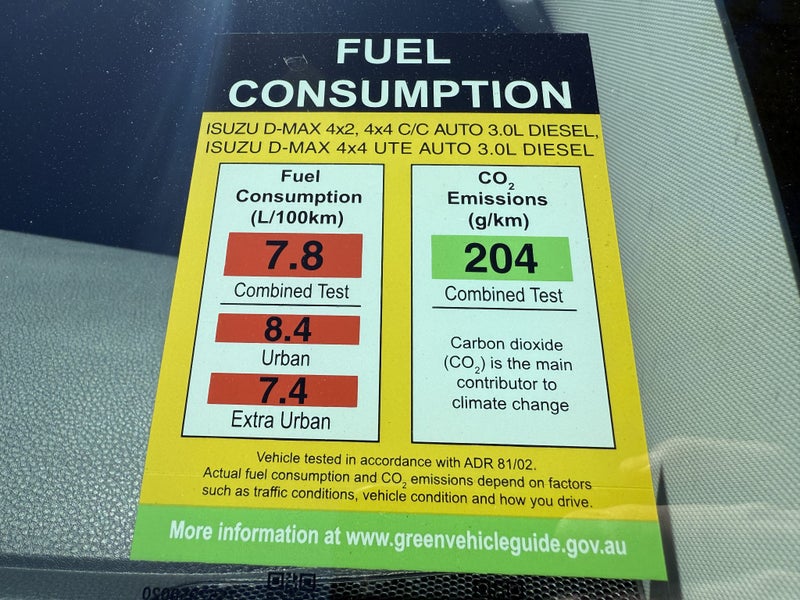 FUEL
CONSUMPTION
ISUZU D-MAX 4x2, 4x4 C/C AUTO 3.0L DIESEL,
ISUZU D-MAX 4x4 UTE AUTO 3.0L DIESEL
Fuel
Consumption
(L/100km)
7.8
Combined Test
8.4
Urban
7.4
Extra Urban
CO₂
Emissions
(g/km)
204
Combined Test
Carbon dioxide
(CO₂) is the main
contributor to
climate change
Vehicle tested in accordance with ADR 81/02.
Actual fuel consumption and CO₂ emissions depend on factors
such as traffic conditions, vehicle condition and how you drive.
More information at www.greenvehicleguide.gov.au